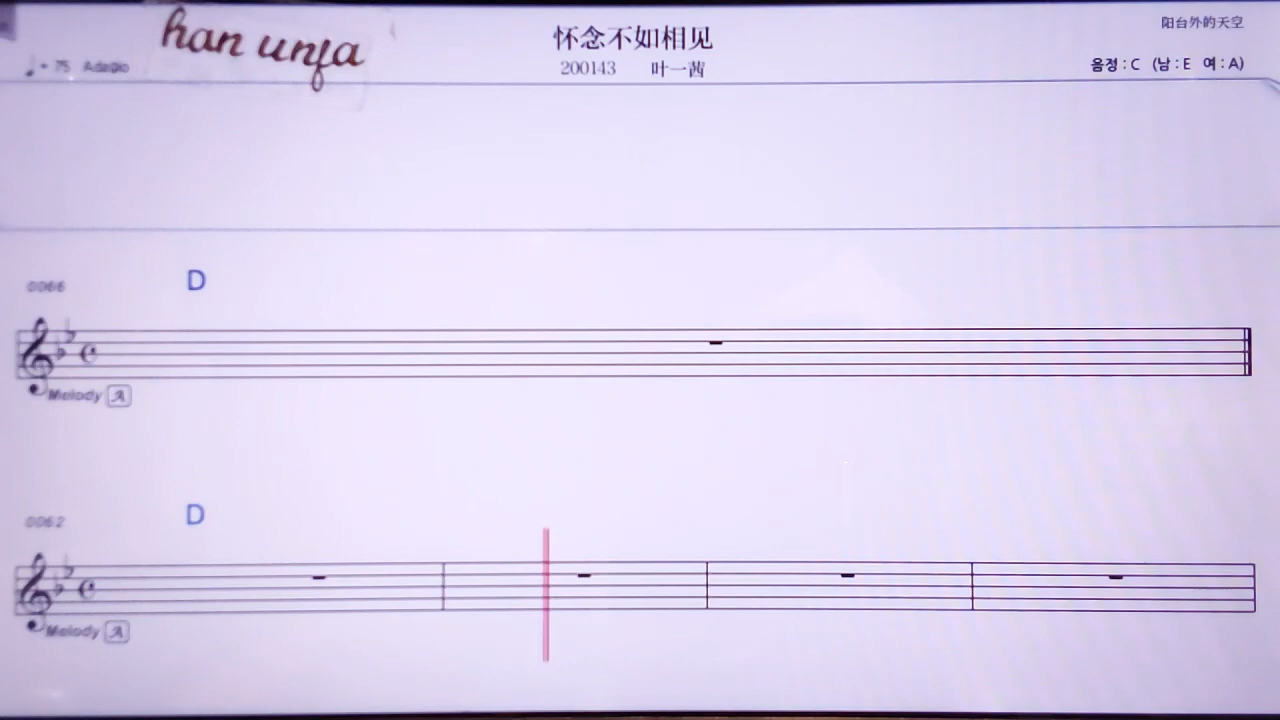 han unfa
怀念不如相见
阳台外的天空
♩= 75 Adagio
200143 叶一茜
음정 : C (남 : E 여 : A)
0066 D
Melody A
0062 D
Melody A